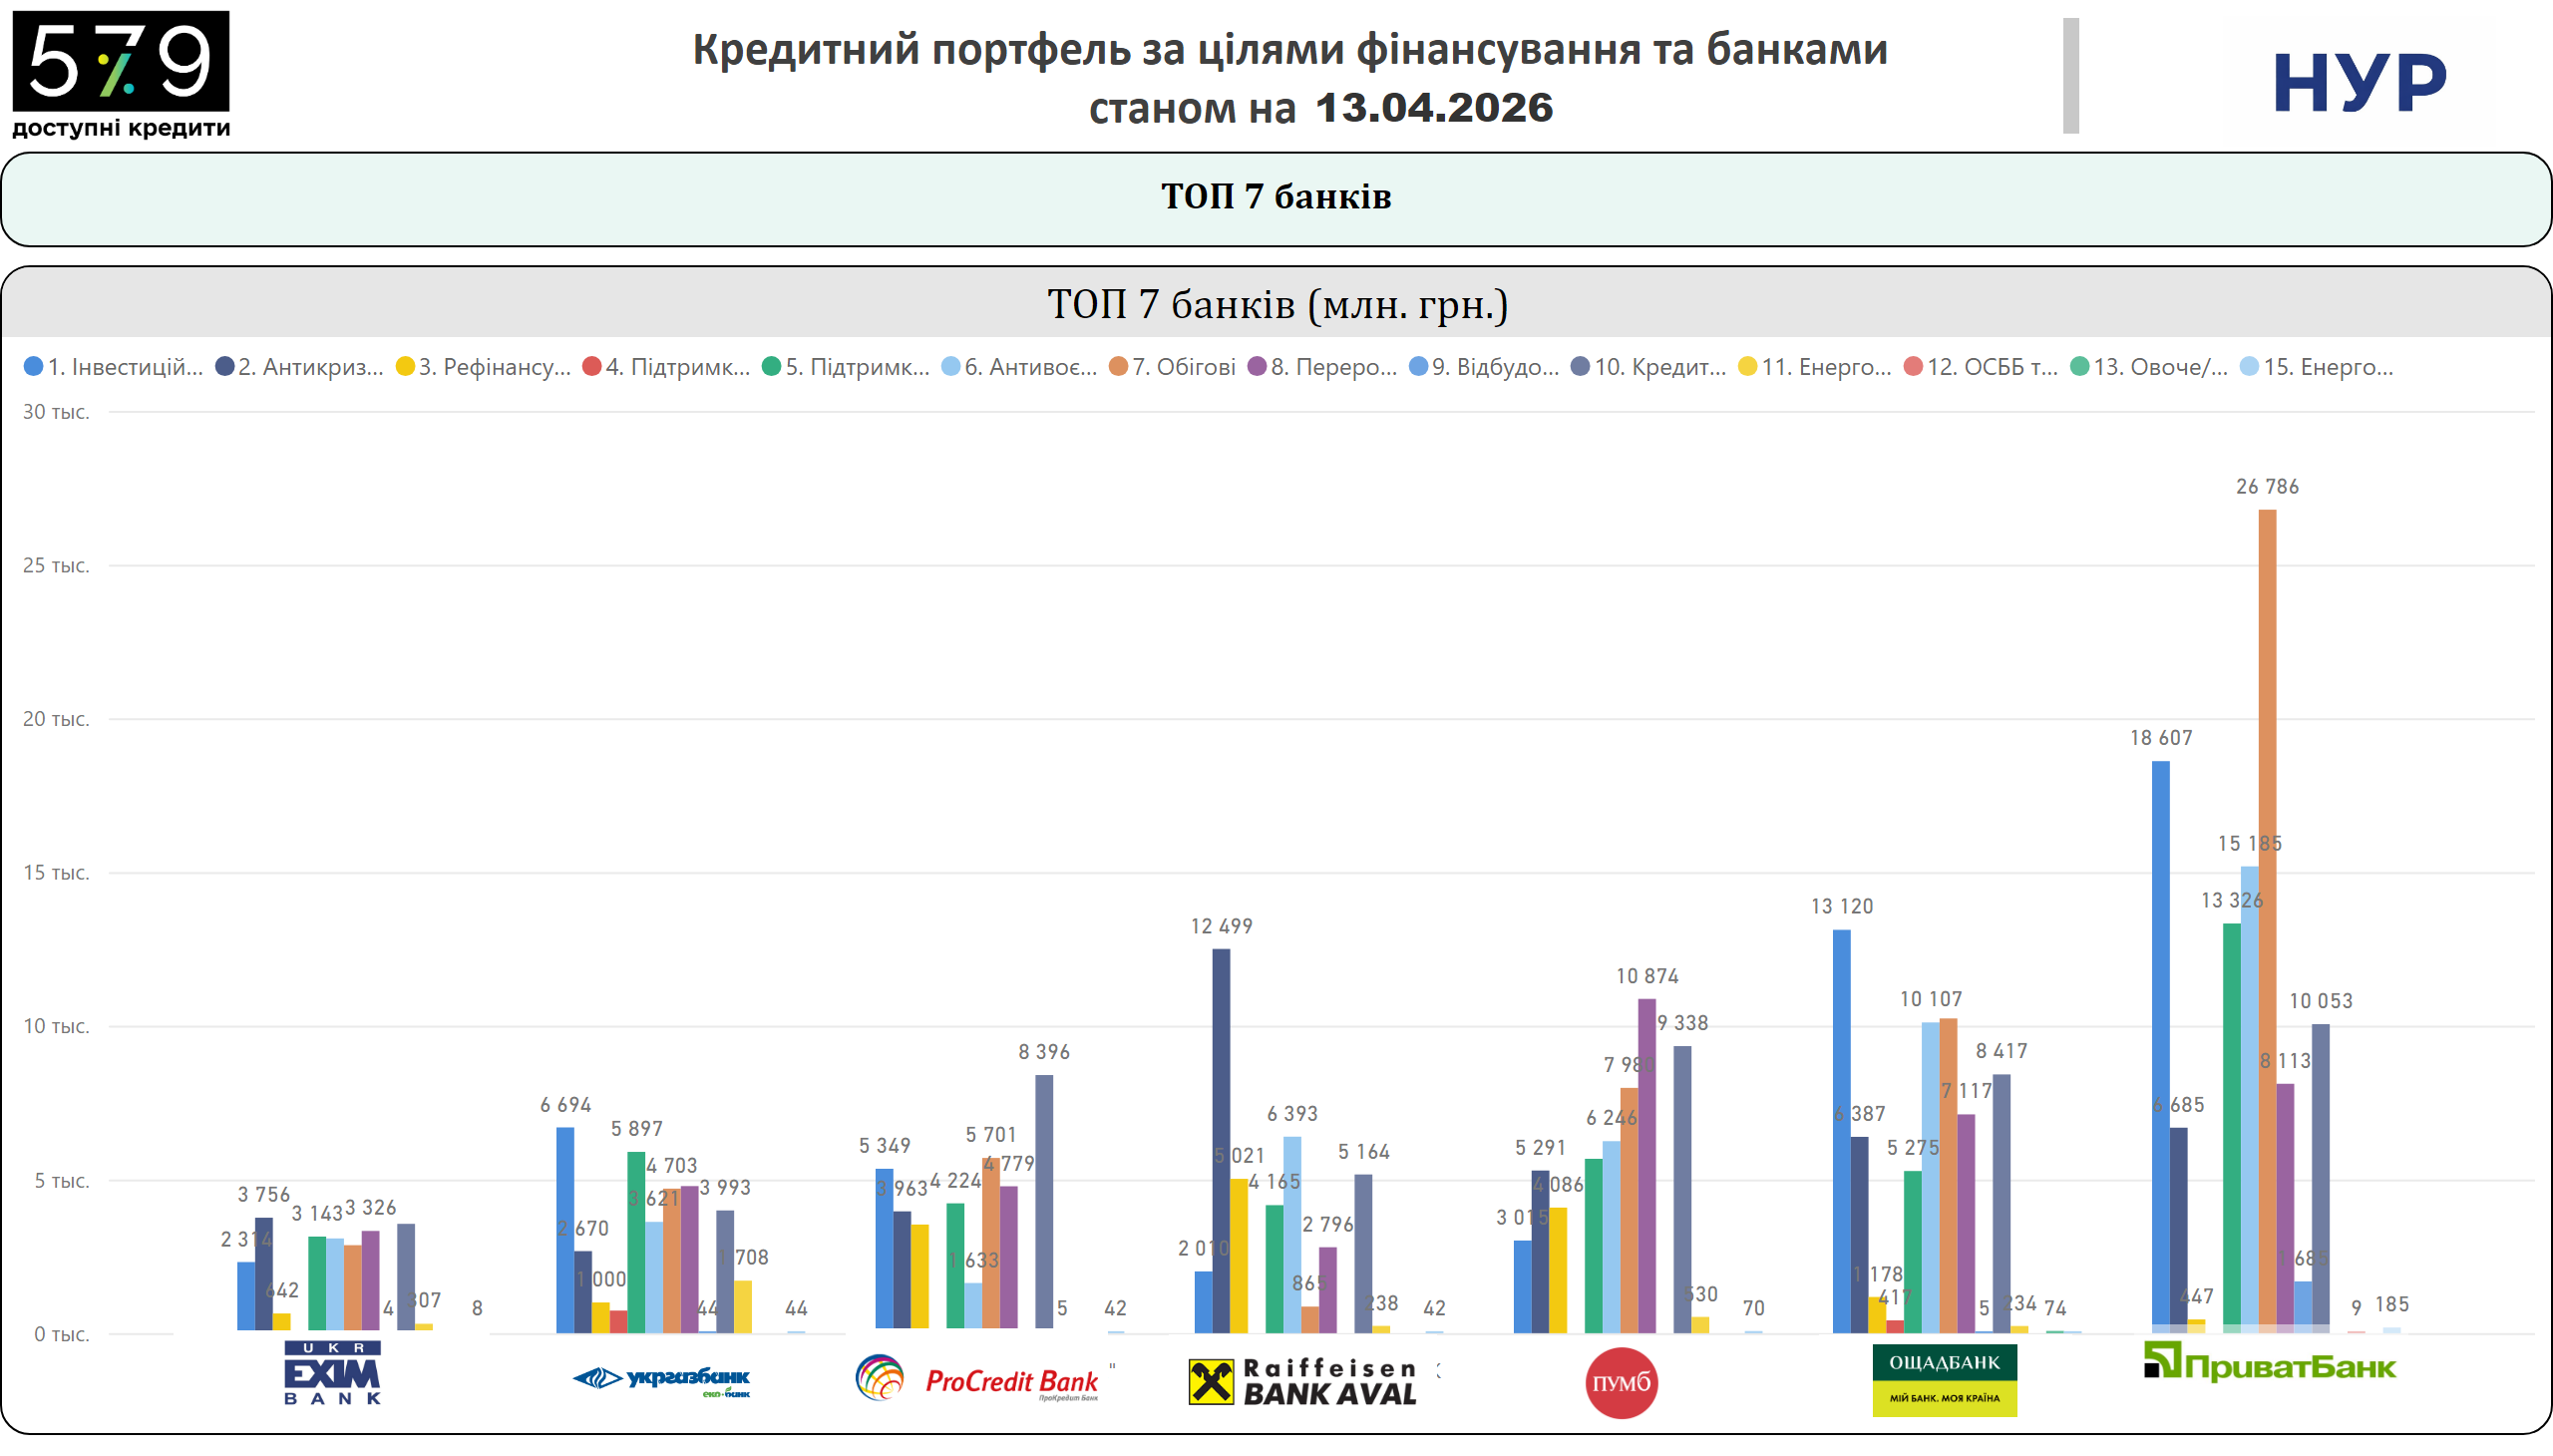 5%79
доступні кредити
Кредитний портфель за цілями фінансування та банками
станом на 13.04.2026
НУР
ТОП 7 банків
ТОП 7 банків (млн. грн.)
1. Інвестицій... 2. Антикриз... 3. Рефінансу... 4. Підтримк... 5. Підтримк... 6. Антивоє... 7. Обігові 8. Переро... 9. Відбудо... 10. Кредит... 11. Енерго... 12. ОСББ т... 13. Овоче/... 15. Енерго...
30 тыс.
25 тыс.
20 тыс.
15 тыс.
10 тыс.
5 тыс.
0 тыс.
2 314 3 756 642 3 143 3 326 4 307 8
6 694 2 670 1 000 5 897 3 621 4 703 44 3 993 1 708 44
5 349 3 963 4 224 1 633 5 701 4 779 8 396 5 42
2 010 12 499 5 021 4 165 6 393 865 2 796 5 164 238 42
3 015 5 291 4 086 6 246 7 980 10 874 9 338 530 70
13 120 6 387 1 178 417 5 275 10 107 7 117 5 8 417 234 74
18 607 6 685 447 13 326 15 185 26 786 8 113 1 685 10 053 9 185
UKR
EXIM
BANK
укргазбанк
еко-банк
ProCredit Bank
ПроКредит Банк
Raiffeisen
BANK AVAL
ПУМБ
ОЩАДБАНК
МІЙ БАНК. МОЯ КРАЇНА
ПриватБанк